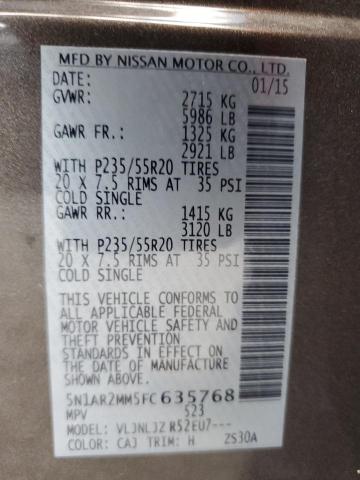 MFD BY NISSAN MOTOR CO., LTD.
DATE: 01/15
GVWR: 2715 KG
5986 LB
GAWR FR.: 1325 KG
2921 LB
WITH P235/55R20 TIRES
20 X 7.5 RIMS AT 35 PSI
COLD SINGLE
GAWR RR.: 1415 KG
3120 LB
WITH P235/55R20 TIRES
20 X 7.5 RIMS AT 35 PSI
COLD SINGLE
THIS VEHICLE CONFORMS TO
ALL APPLICABLE FEDERAL
MOTOR VEHICLE SAFETY AND
THEFT PREVENTION
STANDARDS IN EFFECT ON
THE DATE OF MANUFACTURE
SHOWN ABOVE.
5N1AR2MM5FC635768
MPV 523
MODEL: VLJNLJZ R52EU7---
COLOR: CAJ TRIM: H ZS30A